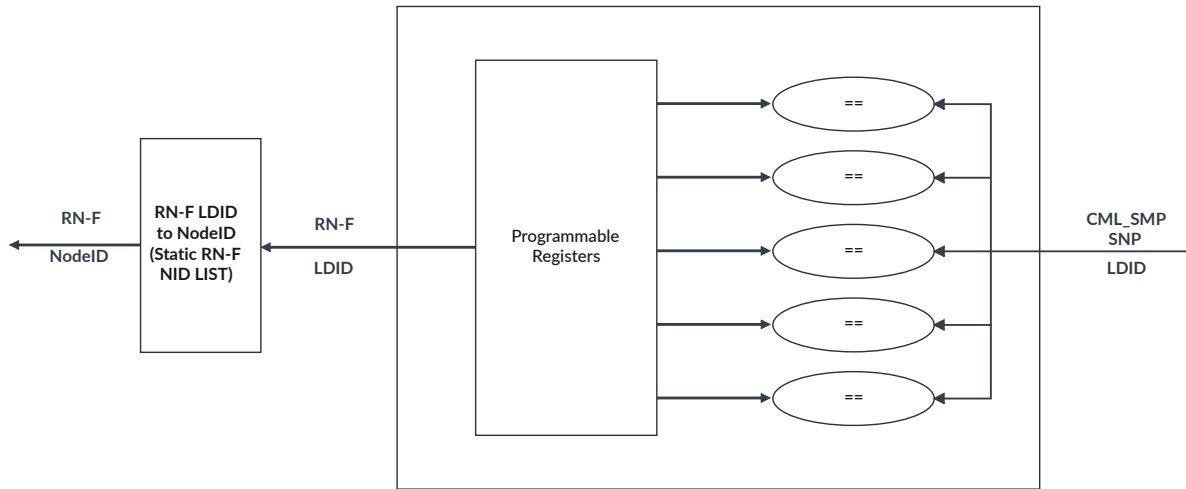 RN-F
NodeID
RN-F LDID
to NodeID
(Static RN-F
NID LIST)
RN-F
LDID
Programmable
Registers
==
==
==
==
==
CML_SMP
SNP
LDID